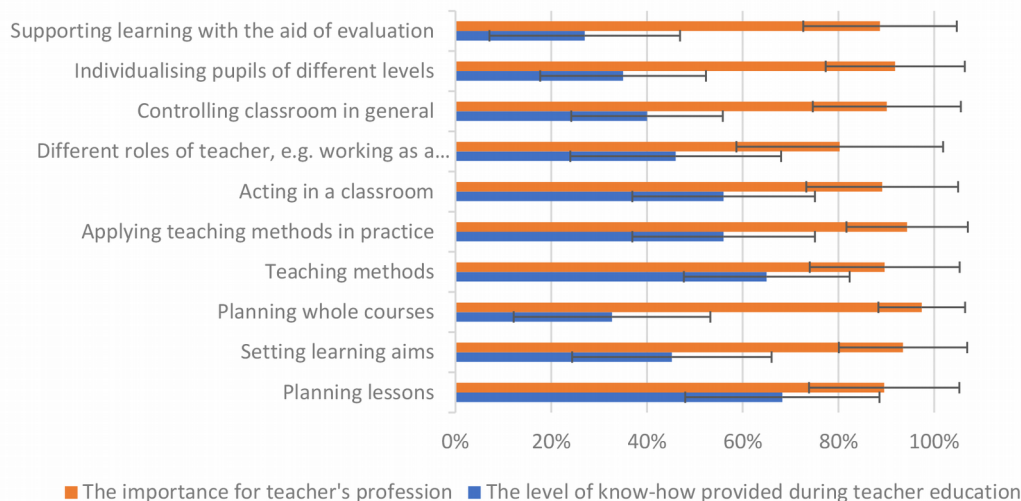 Supporting learning with the aid of evaluation
Individualising pupils of different levels
Controlling classroom in general
Different roles of teacher, e.g. working as a...
Acting in a classroom
Applying teaching methods in practice
Teaching methods
Planning whole courses
Setting learning aims
Planning lessons
0% 20% 40% 60% 80% 100%
The importance for teacher's profession The level of know-how provided during teacher education